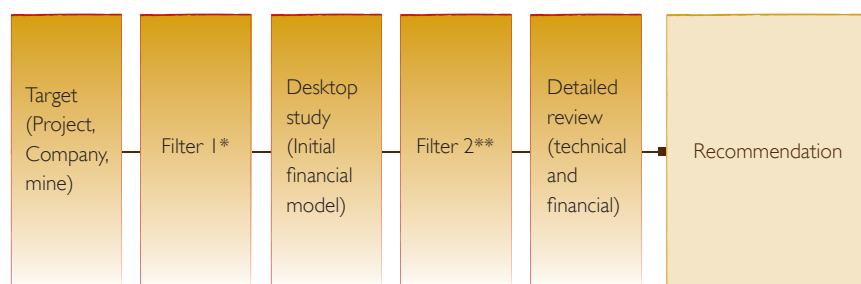 Target
(Project,
Company,
mine)
Filter 1*
Desktop
study
(Initial
financial
model)
Filter 2**
Detailed
review
(technical
and
financial)
Recommendation